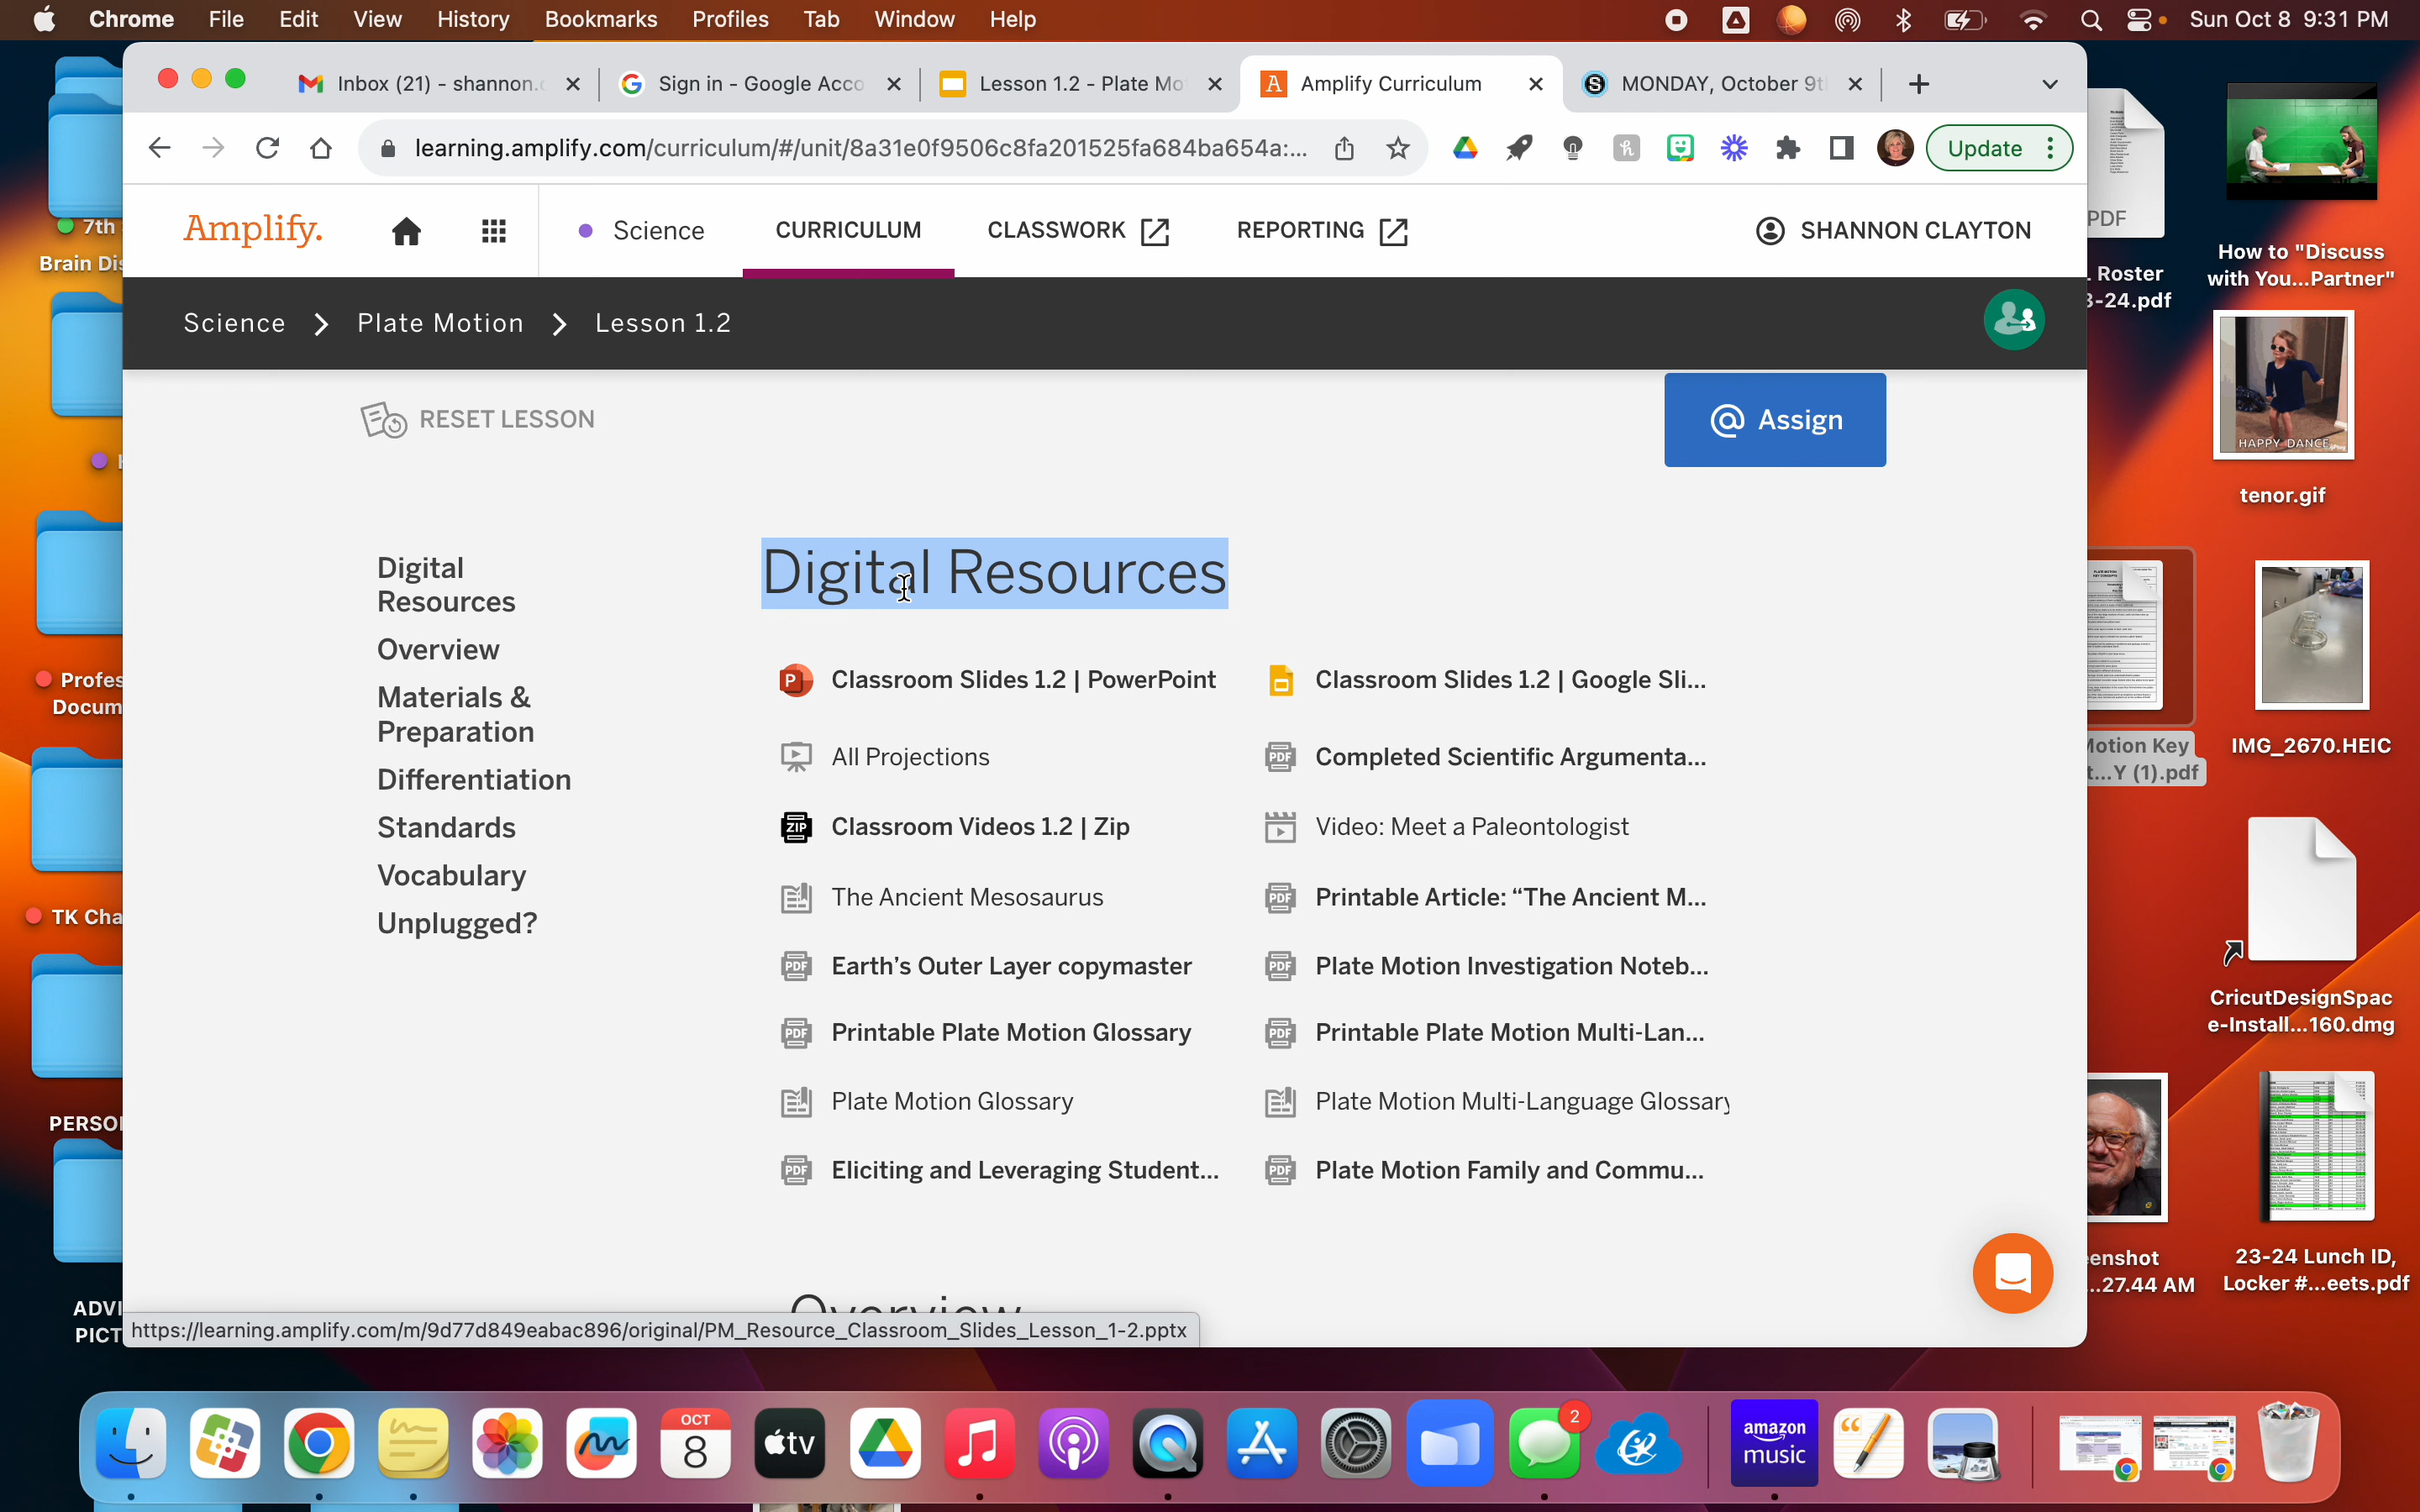 Chrome File Edit View History Bookmarks Profiles Tab Window Help Sun Oct 8 9:31 PM
Inbox (21) - shannon. Sign in - Google Acco Lesson 1.2 - Plate Mo Amplify Curriculum MONDAY, October 9t
learning.amplify.com/curriculum/#/unit/8a31e0f9506c8fa201525fa684ba654a:... Update
Amplify. Science CURRICULUM CLASSWORK REPORTING SHANNON CLAYTON
Science > Plate Motion > Lesson 1.2
RESET LESSON
@ Assign
Digital Resources
Overview
Materials & Preparation
Differentiation
Standards
Vocabulary
Unplugged?
Digital Resources
Classroom Slides 1.2 | PowerPoint
Classroom Slides 1.2 | Google Sli...
All Projections
Completed Scientific Argumenta...
Classroom Videos 1.2 | Zip
Video: Meet a Paleontologist
The Ancient Mesosaurus
Printable Article: “The Ancient M...
Earth’s Outer Layer copymaster
Plate Motion Investigation Noteb...
Printable Plate Motion Glossary
Printable Plate Motion Multi-Lan...
Plate Motion Glossary
Plate Motion Multi-Language Glossary
Eliciting and Leveraging Student...
Plate Motion Family and Commu...
Overview
https://learning.amplify.com/m/9d77d849eabac896/original/PM_Resource_Classroom_Slides_Lesson_1-2.pptx
7th
Brain Dis
Profes
Docum
TK Cha
PERSO
ADVI
PICT
PDF
Roster
3-24.pdf
How to "Discuss
with You...Partner"
HAPPY DANCE
tenor.gif
Motion Key
t...Y (1).pdf
IMG_2670.HEIC
CricutDesignSpac
e-Install...160.dmg
enshot
...27.44 AM
23-24 Lunch ID,
Locker #...eets.pdf
OCT
8
tv
2
amazon
music